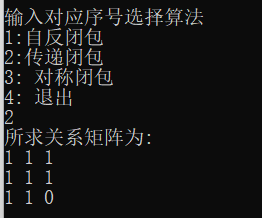 输入对应序号选择算法
1:自反闭包
2:传递闭包
3: 对称闭包
4: 退出
2
所求关系矩阵为:
1 1 1
1 1 1
1 1 0